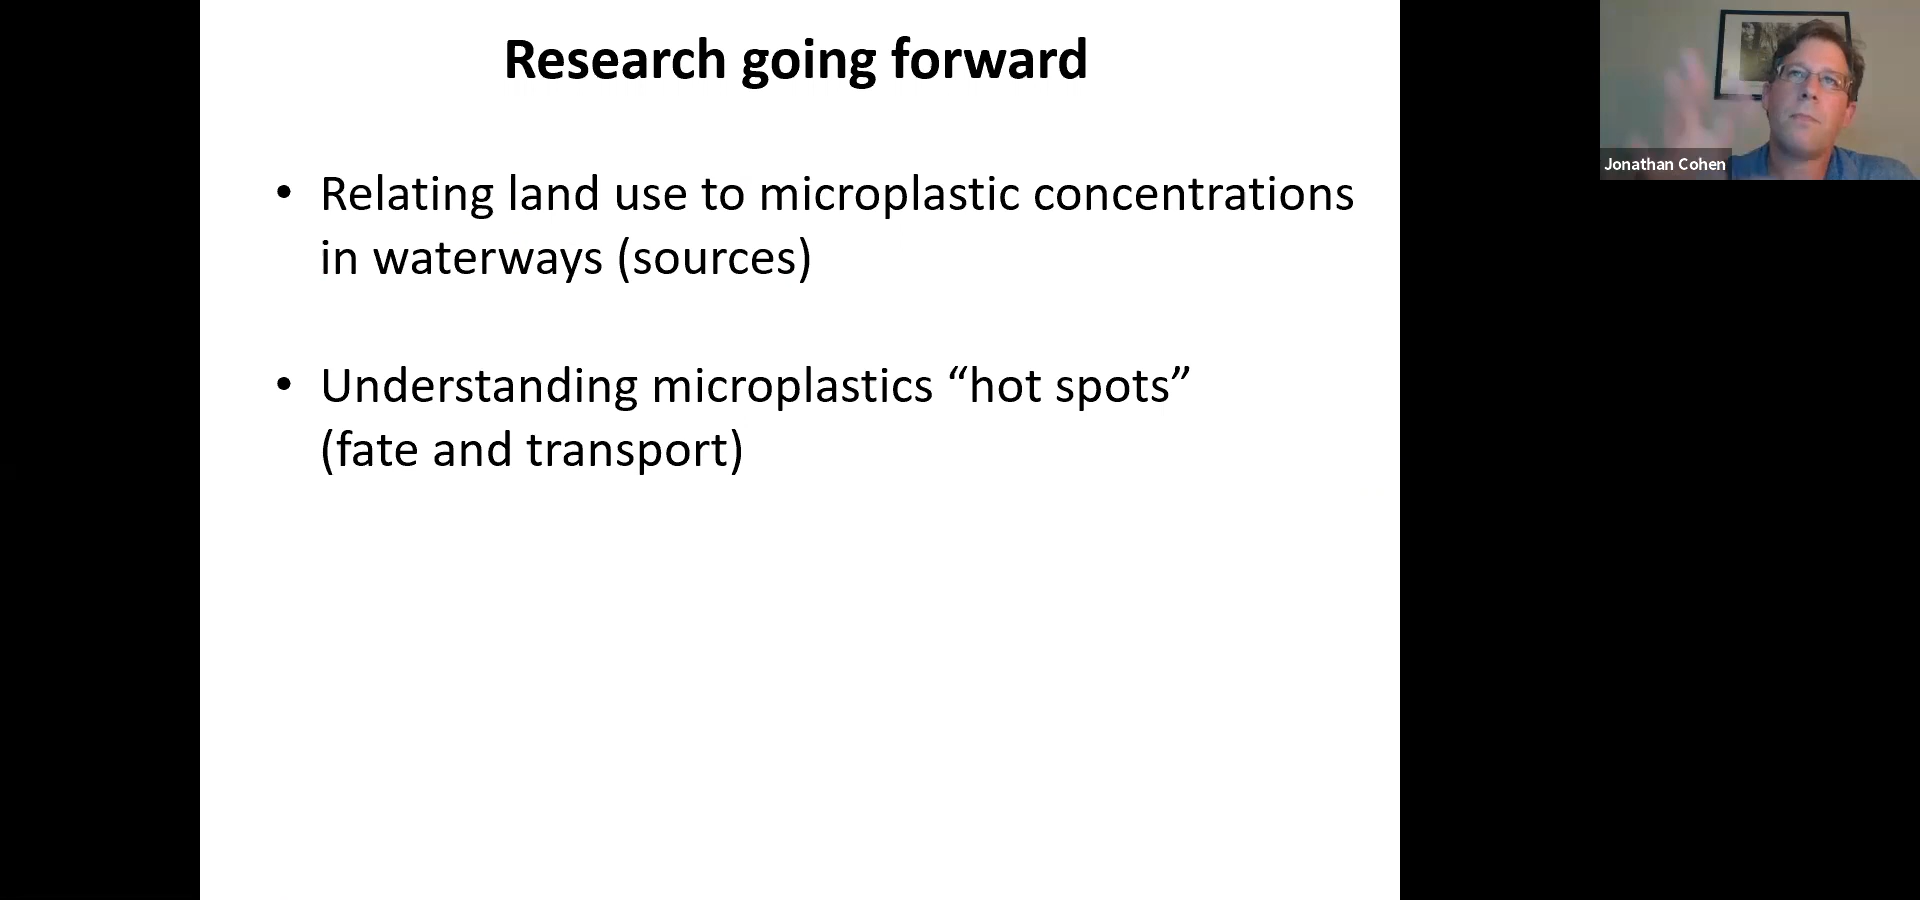 Research going forward
• Relating land use to microplastic concentrations
in waterways (sources)
• Understanding microplastics “hot spots”
(fate and transport)
Jonathan Cohen